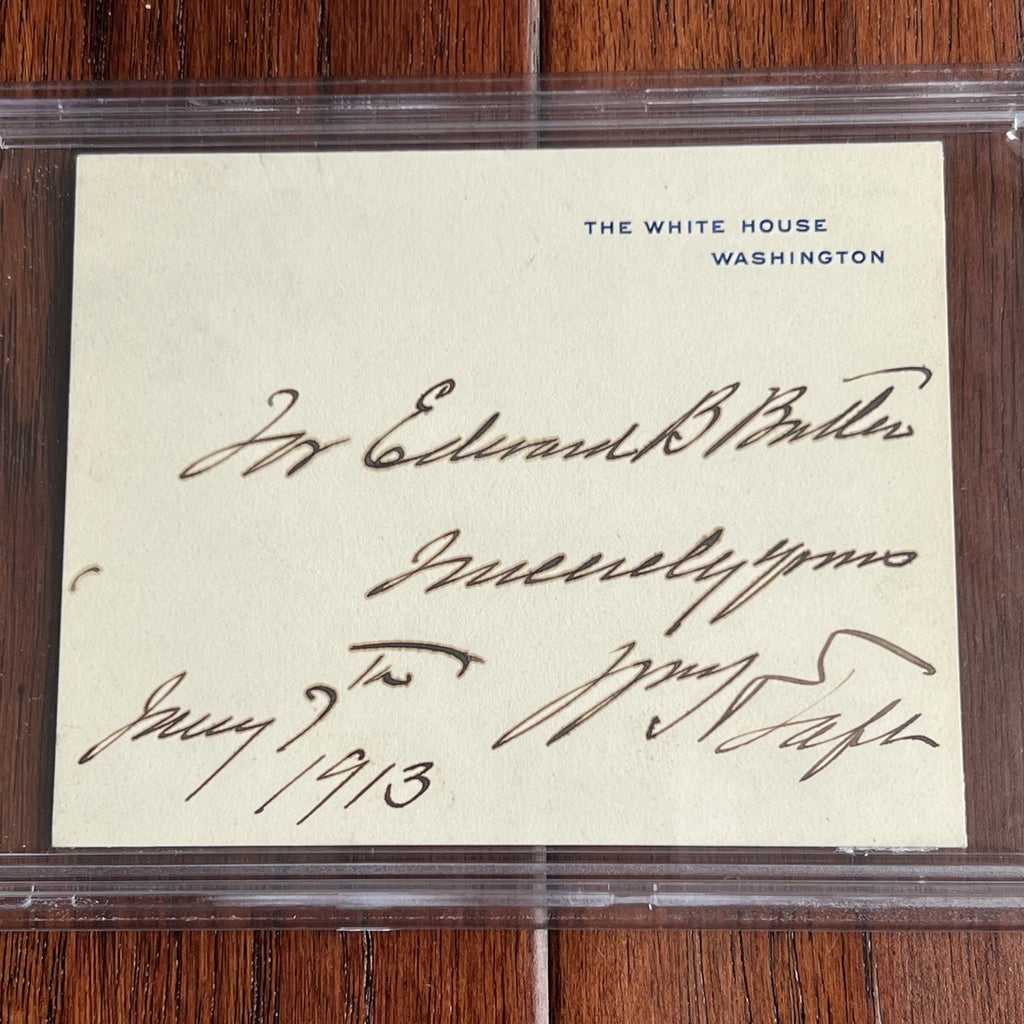 THE WHITE HOUSE
WASHINGTON
For Edward B Butler
Sincerely yours
Wm H Taft
Jany 7th
1913